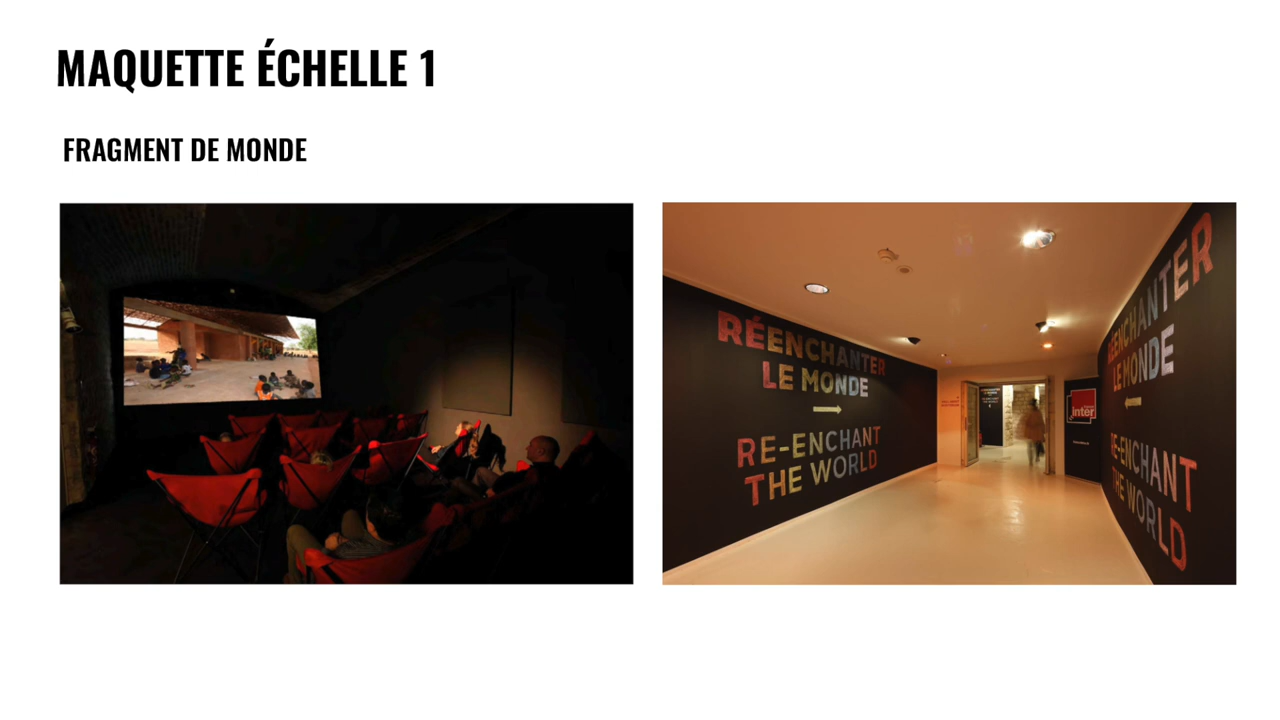 MAQUETTE ÉCHELLE 1
FRAGMENT DE MONDE
RÉENCHANTER
LE MONDE
RE-ENCHANT
THE WORLD
inter
RÉENCHANTER
LE MONDE
RE-ENCHANT
THE WORLD